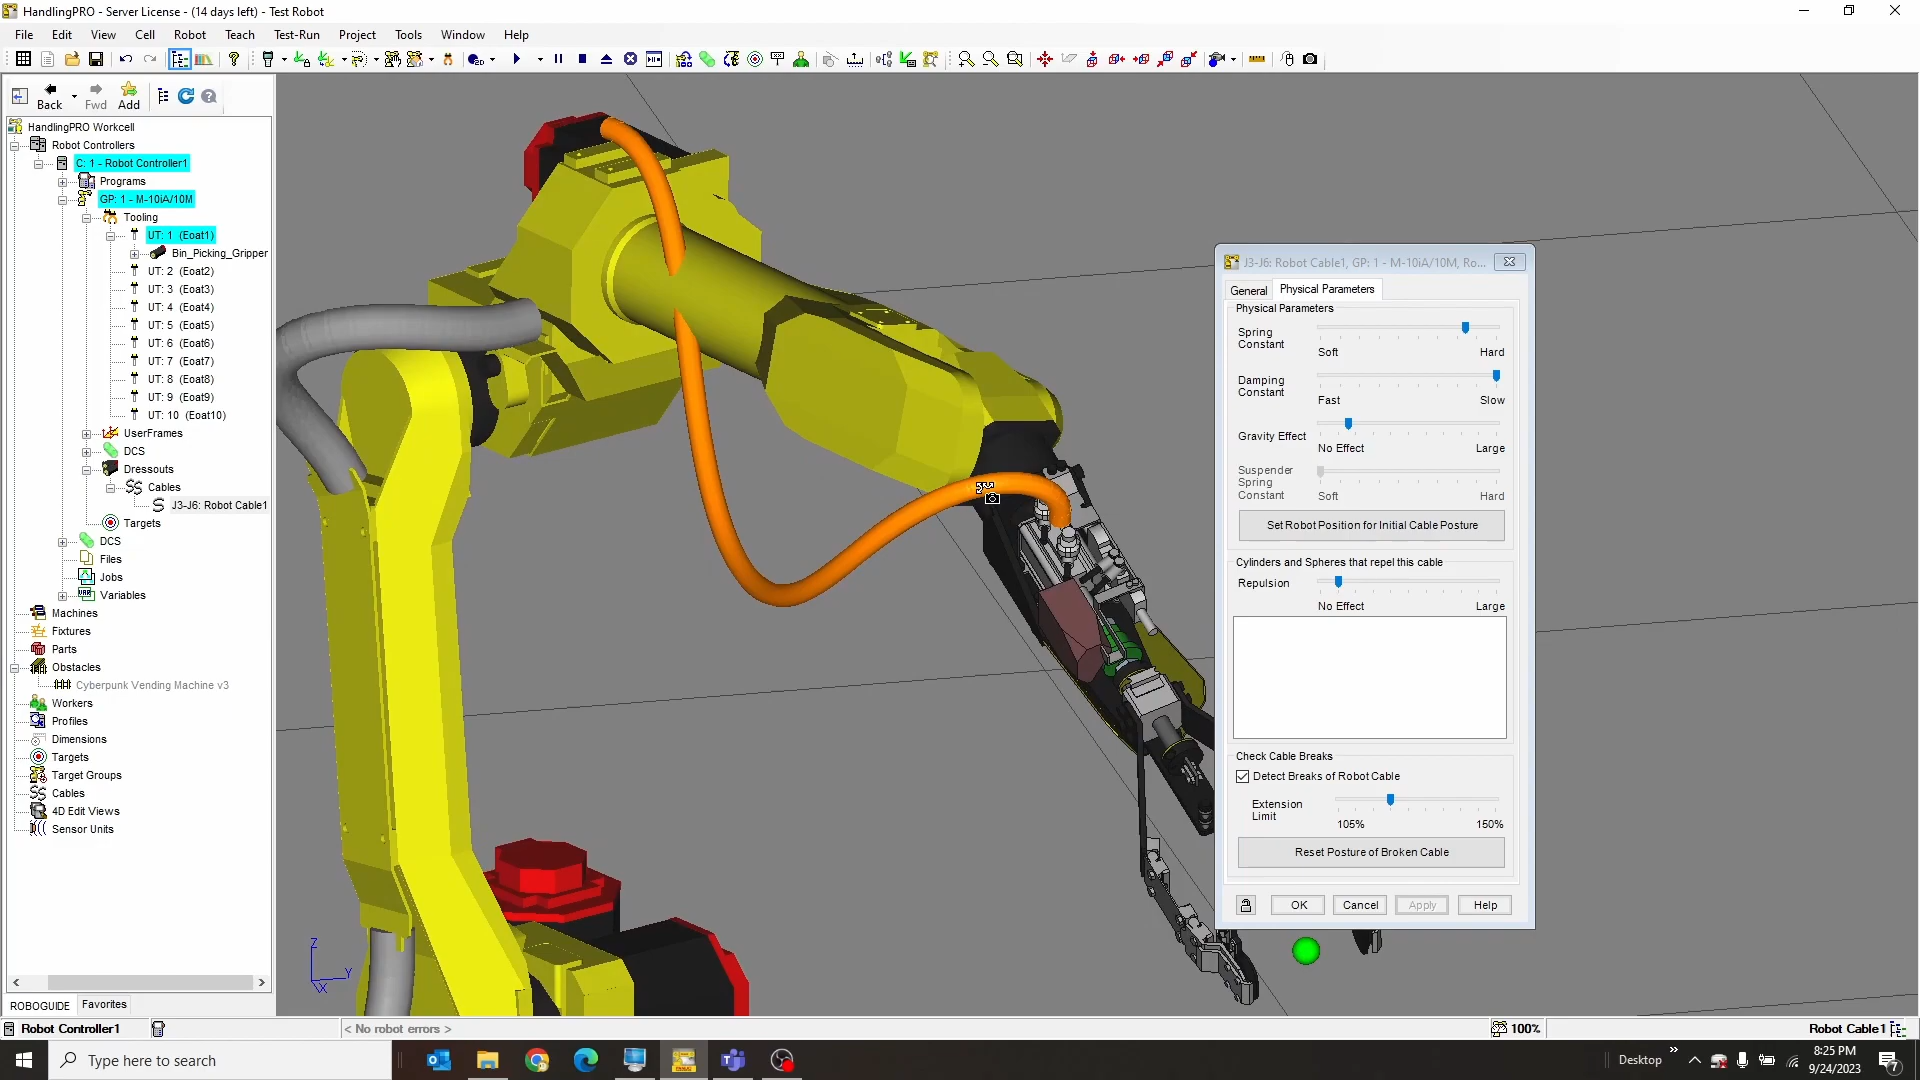 HandlingPRO - Server License - (14 days left) - Test Robot
File Edit View Cell Robot Teach Test-Run Project Tools Window Help
Back Fwd Add
HandlingPRO Workcell
Robot Controllers
C: 1 - Robot Controller1
Programs
GP: 1 - M-10iA/10M
Tooling
UT: 1 (Eoat1)
Bin_Picking_Gripper
UT: 2 (Eoat2)
UT: 3 (Eoat3)
UT: 4 (Eoat4)
UT: 5 (Eoat5)
UT: 6 (Eoat6)
UT: 7 (Eoat7)
UT: 8 (Eoat8)
UT: 9 (Eoat9)
UT: 10 (Eoat10)
UserFrames
DCS
Dressouts
Cables
J3-J6: Robot Cable1
Targets
DCS
Files
Jobs
Variables
Machines
Fixtures
Parts
Obstacles
Cyberpunk Vending Machine v3
Workers
Profiles
Dimensions
Targets
Target Groups
Cables
4D Edit Views
Sensor Units
ROBOGUIDE Favorites
Z
Y
X
J3-J6: Robot Cable1, GP: 1 - M-10iA/10M, Ro...
General Physical Parameters
Physical Parameters
Spring Constant
Soft Hard
Damping Constant
Fast Slow
Gravity Effect
No Effect Large
Suspender Spring Constant
Soft Hard
Set Robot Position for Initial Cable Posture
Cylinders and Spheres that repel this cable
Repulsion
No Effect Large
Check Cable Breaks
Detect Breaks of Robot Cable
Extension Limit
105% 150%
Reset Posture of Broken Cable
OK Cancel Apply Help
Robot Controller1 < No robot errors > 100% Robot Cable1
Type here to search
Desktop
8:25 PM
9/24/2023
7